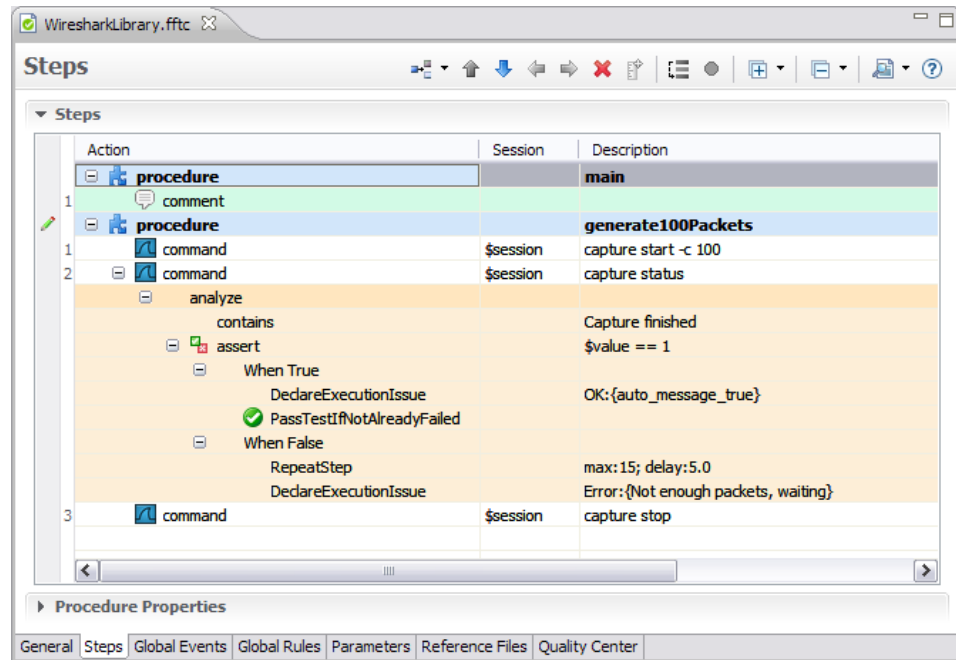 WiresharkLibrary.fftc
Steps
Steps
Action Session Description
procedure main
1 comment
procedure generate100Packets
1 command $session capture start -c 100
2 command $session capture status
analyze
contains Capture finished
assert $value == 1
When True
DeclareExecutionIssue OK:{auto_message_true}
PassTestIfNotAlreadyFailed
When False
RepeatStep max:15; delay:5.0
DeclareExecutionIssue Error:{Not enough packets, waiting}
3 command $session capture stop
Procedure Properties
General Steps Global Events Global Rules Parameters Reference Files Quality Center